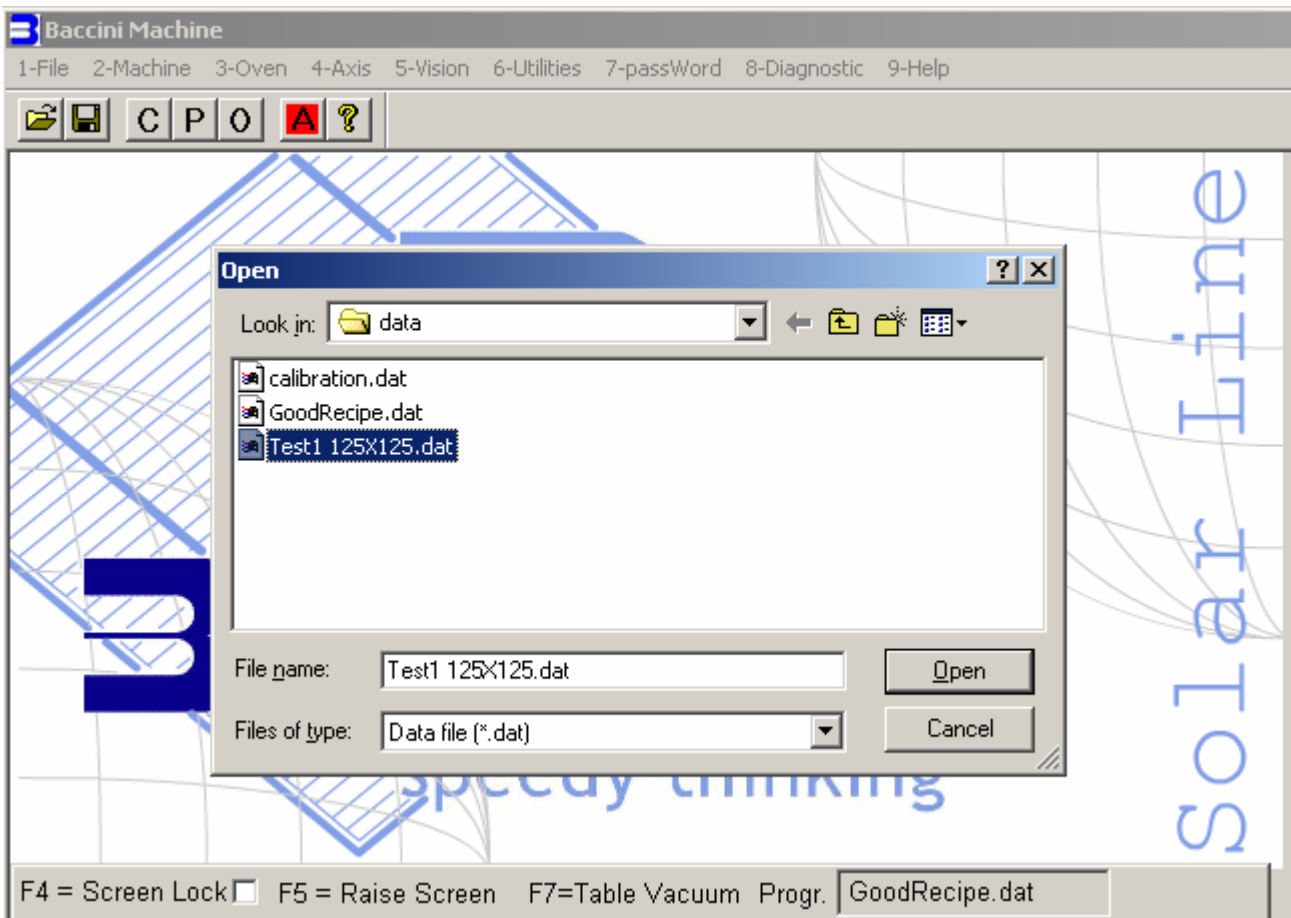 Baccini Machine
1-File 2-Machine 3-Oven 4-Axis 5-Vision 6-Utilities 7-passWord 8-Diagnostic 9-Help
C P O A ?
Open
Look in: data
calibration.dat
GoodRecipe.dat
Test1 125X125.dat
File name: Test1 125X125.dat Open
Files of type: Data file (*.dat) Cancel
speedy thinking
Solar Line
F4 = Screen Lock F5 = Raise Screen F7=Table Vacuum Progr. GoodRecipe.dat